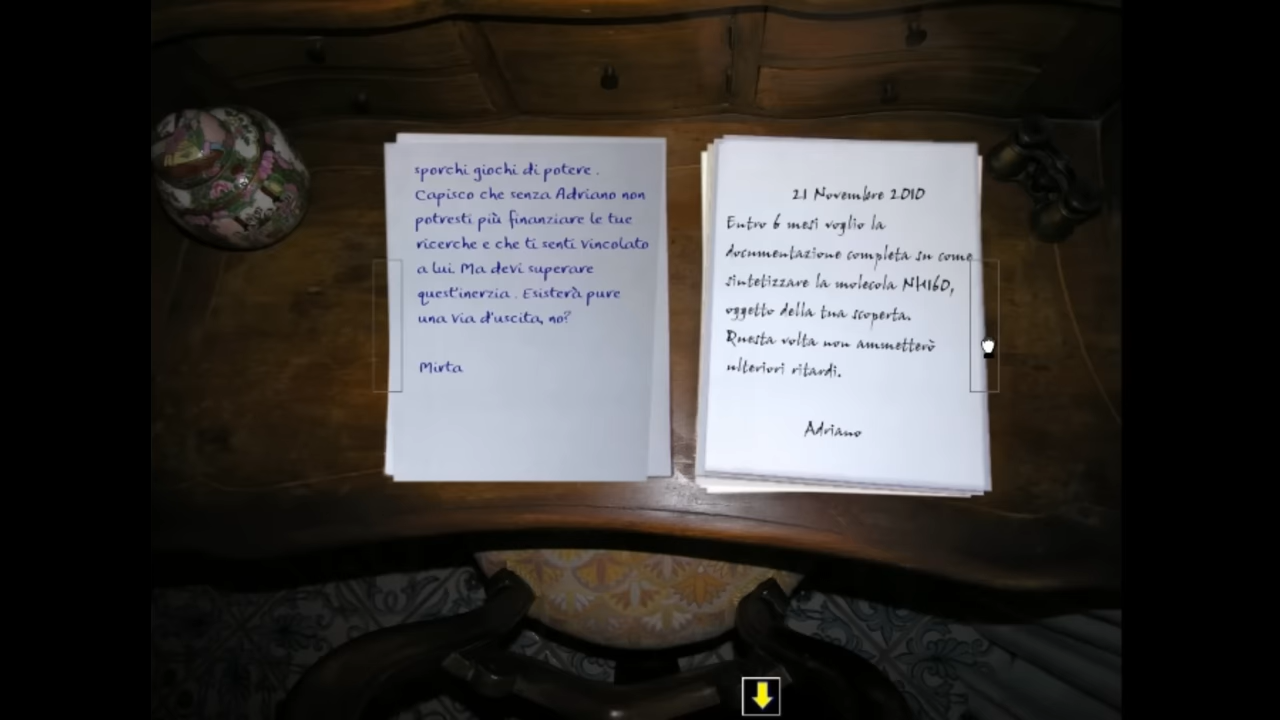 sporchi giochi di potere.
Capisco che senza Adriano non
potresti più finanziare le tue
ricerche e che ti senti vincolato
a lui. Ma devi superare
quest'inerzia. Esisterà pure
una via d'uscita, no?
Mirta
21 Novembre 2010
Entro 6 mesi voglio la
documentazione completa su come
sintetizzare la molecola NH16D,
oggetto della tua scoperta.
Questa volta non ammetterò
ulteriori ritardi.
Adriano